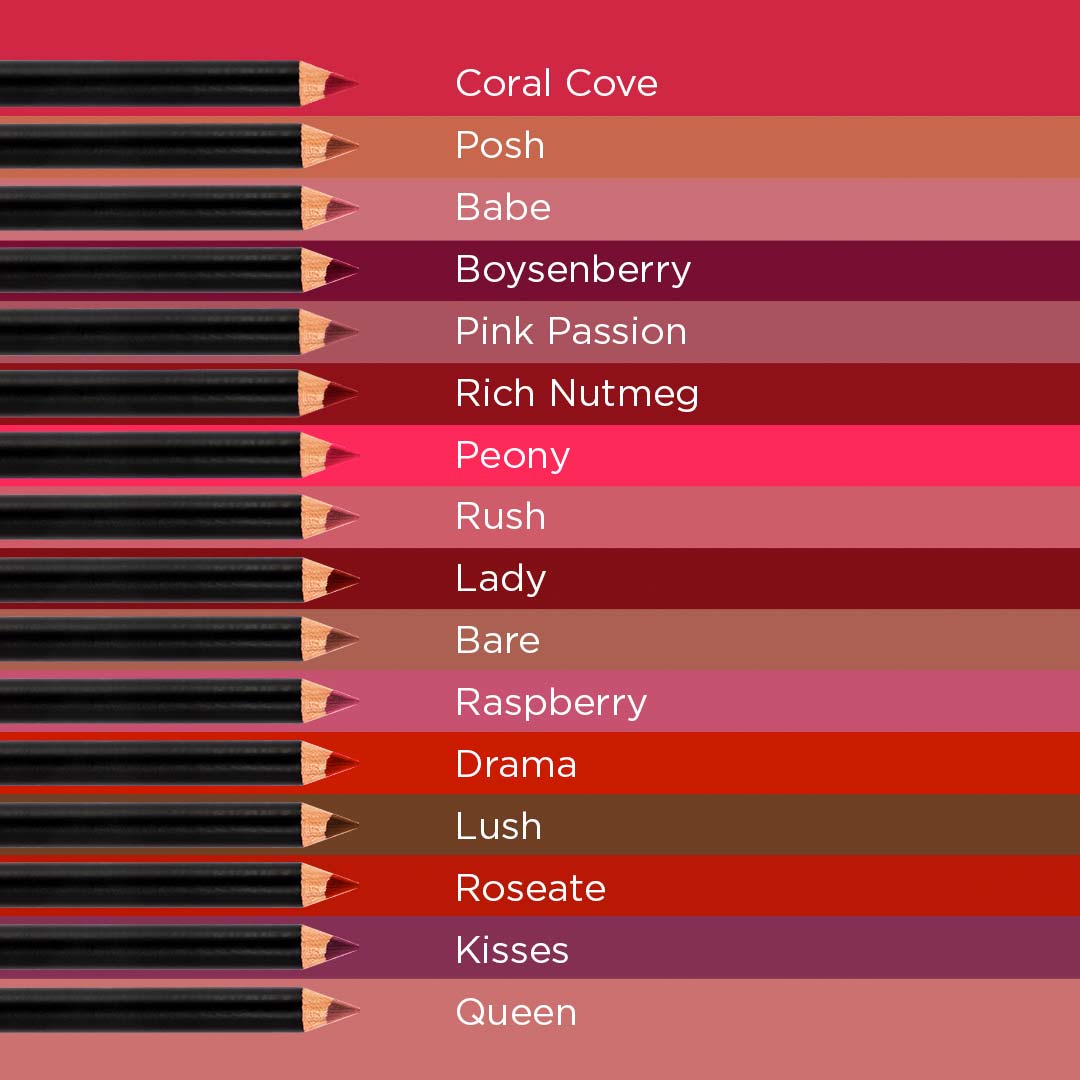 Coral Cove
Posh
Babe
Boysenberry
Pink Passion
Rich Nutmeg
Peony
Rush
Lady
Bare
Raspberry
Drama
Lush
Roseate
Kisses
Queen